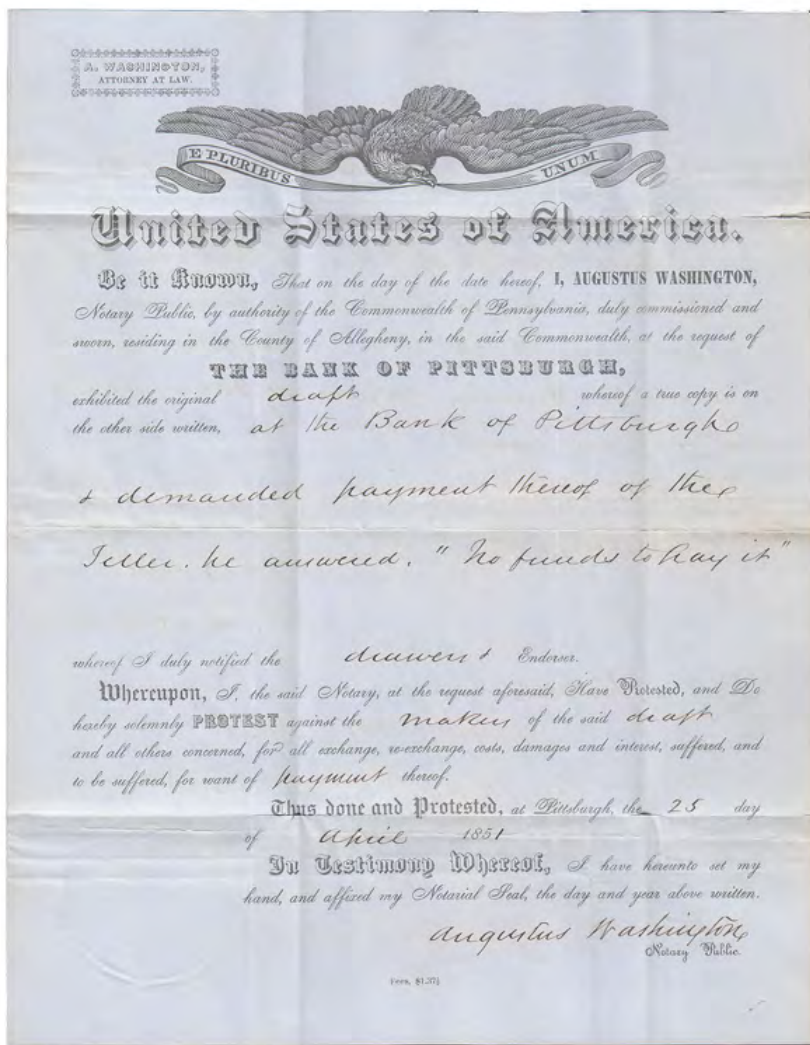 A. WASHINGTON,
ATTORNEY AT LAW.
E PLURIBUS UNUM
United States of America.
Be it Known, That on the day of the date hereof, I, AUGUSTUS WASHINGTON,
Notary Public, by authority of the Commonwealth of Pennsylvania, duly commissioned and
sworn, residing in the County of Allegheny, in the said Commonwealth, at the request of
THE BANK OF PITTSBURGH,
exhibited the original draft whereof a true copy is on
the other side written, at the Bank of Pittsburgh
& demanded payment thereof of the
Teller. he answered. "No funds to pay it"
whereof I duly notified the drawers & Endorser.
Whereupon, I, the said Notary, at the request aforesaid, Have Protested, and Do
hereby solemnly PROTEST against the makers of the said draft
and all others concerned, for all exchange, re-exchange, costs, damages and interest, suffered, and
to be suffered, for want of payment thereof.
Thus done and Protested, at Pittsburgh, the 25 day
of April 1851
In Testimony Whereof, I have hereunto set my
hand, and affixed my Notarial Seal, the day and year above written.
Augustus Washington
Notary Public.
Fees, $1.37½